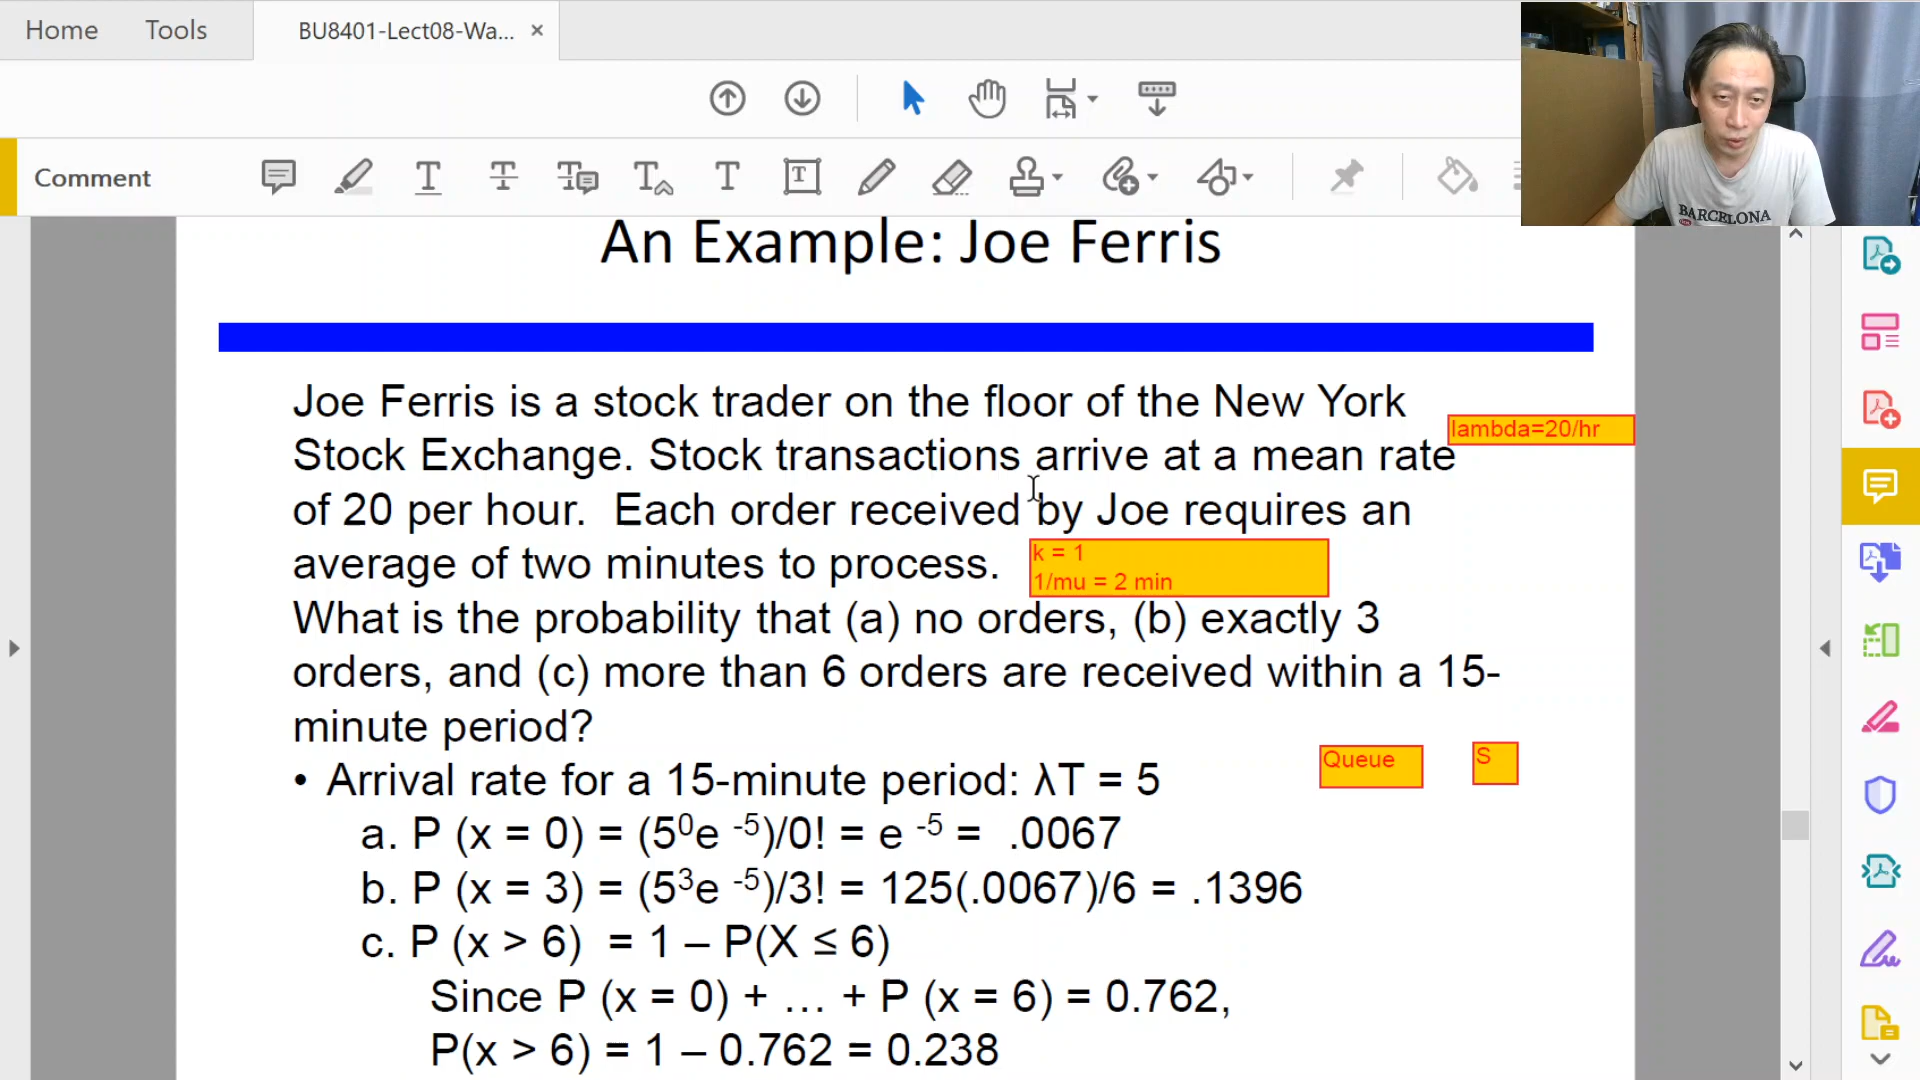 Home Tools BU8401-Lect08-Wa... ×
Comment
BARCELONA
An Example: Joe Ferris
Joe Ferris is a stock trader on the floor of the New York
lambda=20/hr
Stock Exchange. Stock transactions arrive at a mean rate
of 20 per hour. Each order received by Joe requires an
average of two minutes to process.
k = 1
1/mu = 2 min
What is the probability that (a) no orders, (b) exactly 3
orders, and (c) more than 6 orders are received within a 15-
minute period?
Queue
S
• Arrival rate for a 15-minute period: λT = 5
a. P (x = 0) = (5⁰e ⁻⁵)/0! = e ⁻⁵ = .0067
b. P (x = 3) = (5³e ⁻⁵)/3! = 125(.0067)/6 = .1396
c. P (x > 6) = 1 – P(X ≤ 6)
Since P (x = 0) + … + P (x = 6) = 0.762,
P(x > 6) = 1 – 0.762 = 0.238